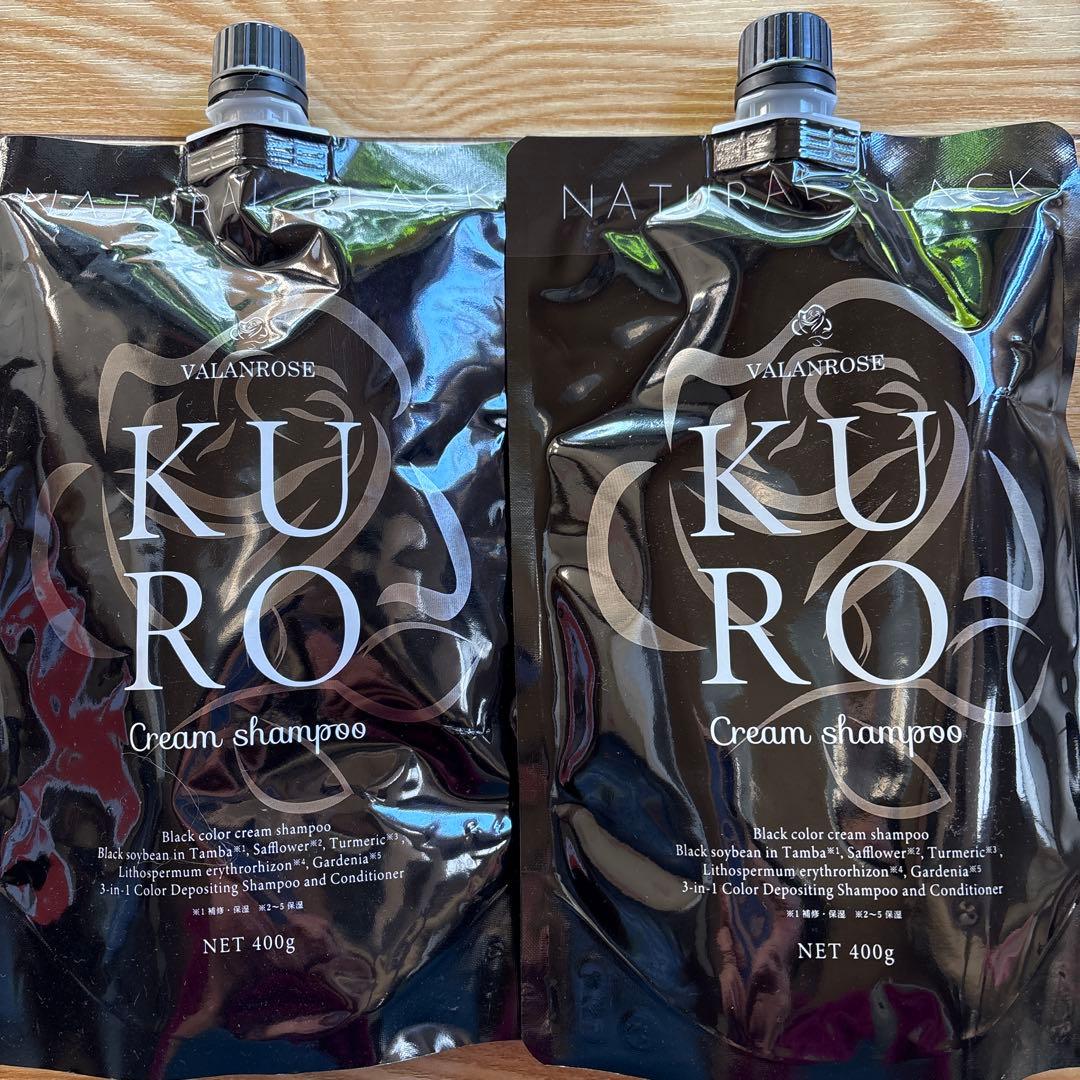 NATURAL BLACK
VALANROSE
KU
RO
Cream shampoo
Black color cream shampoo
Black soybean in Tamba※1, Safflower※2, Turmeric※3,
Lithospermum erythrorhizon※4, Gardenia※5
3-in-1 Color Depositing Shampoo and Conditioner
※1 補修・保湿 ※2～5 保湿
NET 400g
NATURAL BLACK
VALANROSE
KU
RO
Cream shampoo
Black color cream shampoo
Black soybean in Tamba※1, Safflower※2, Turmeric※3,
Lithospermum erythrorhizon※4, Gardenia※5
3-in-1 Color Depositing Shampoo and Conditioner
※1 補修・保湿 ※2～5 保湿
NET 400g